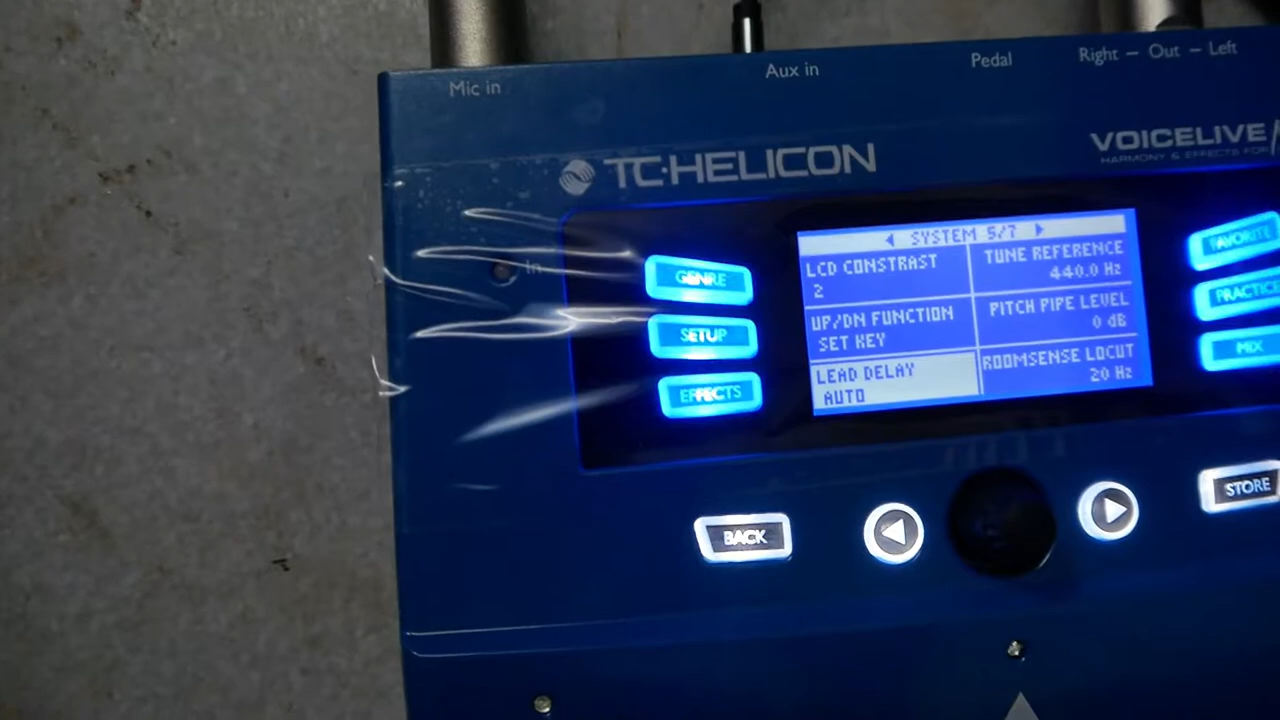 Mic in
Aux in
Pedal
Right – Out – Left
TC·HELICON
VOICELIVE
HARMONY & EFFECTS FOR
In
GENRE
SETUP
EFFECTS
SYSTEM 5/7
LCD CONSTRAST
2
TUNE REFERENCE
440.0 Hz
UP/DN FUNCTION
SET KEY
PITCH PIPE LEVEL
0 dB
LEAD DELAY
AUTO
ROOMSENSE LOCUT
20 Hz
FAVORITE
PRACTICE
MIX
BACK
STORE